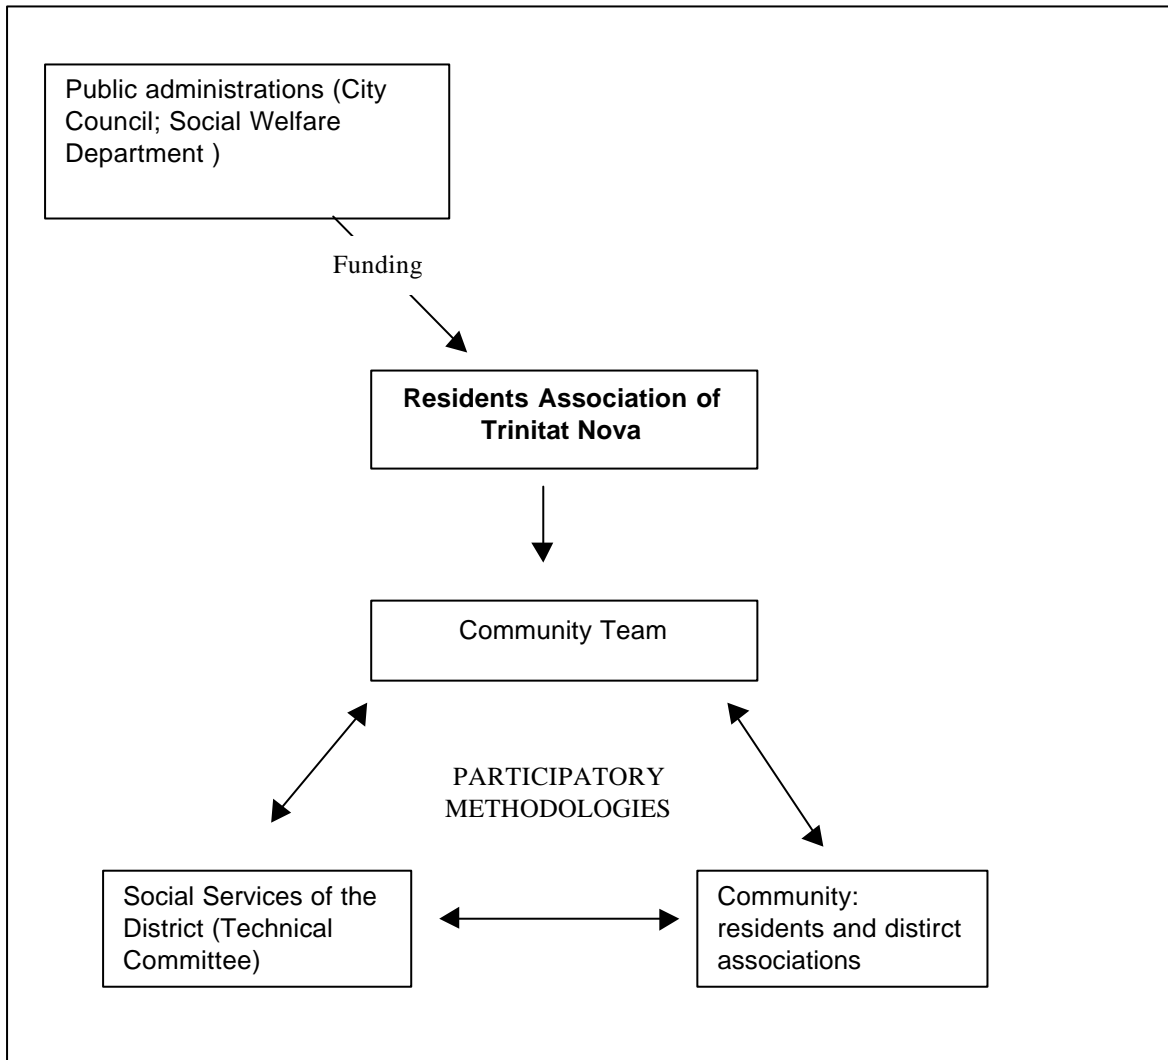 Public administrations (City
Council; Social Welfare
Department )
Funding
Residents Association of
Trinitat Nova
Community Team
PARTICIPATORY
METHODOLOGIES
Social Services of the
District (Technical
Committee)
Community:
residents and distirct
associations